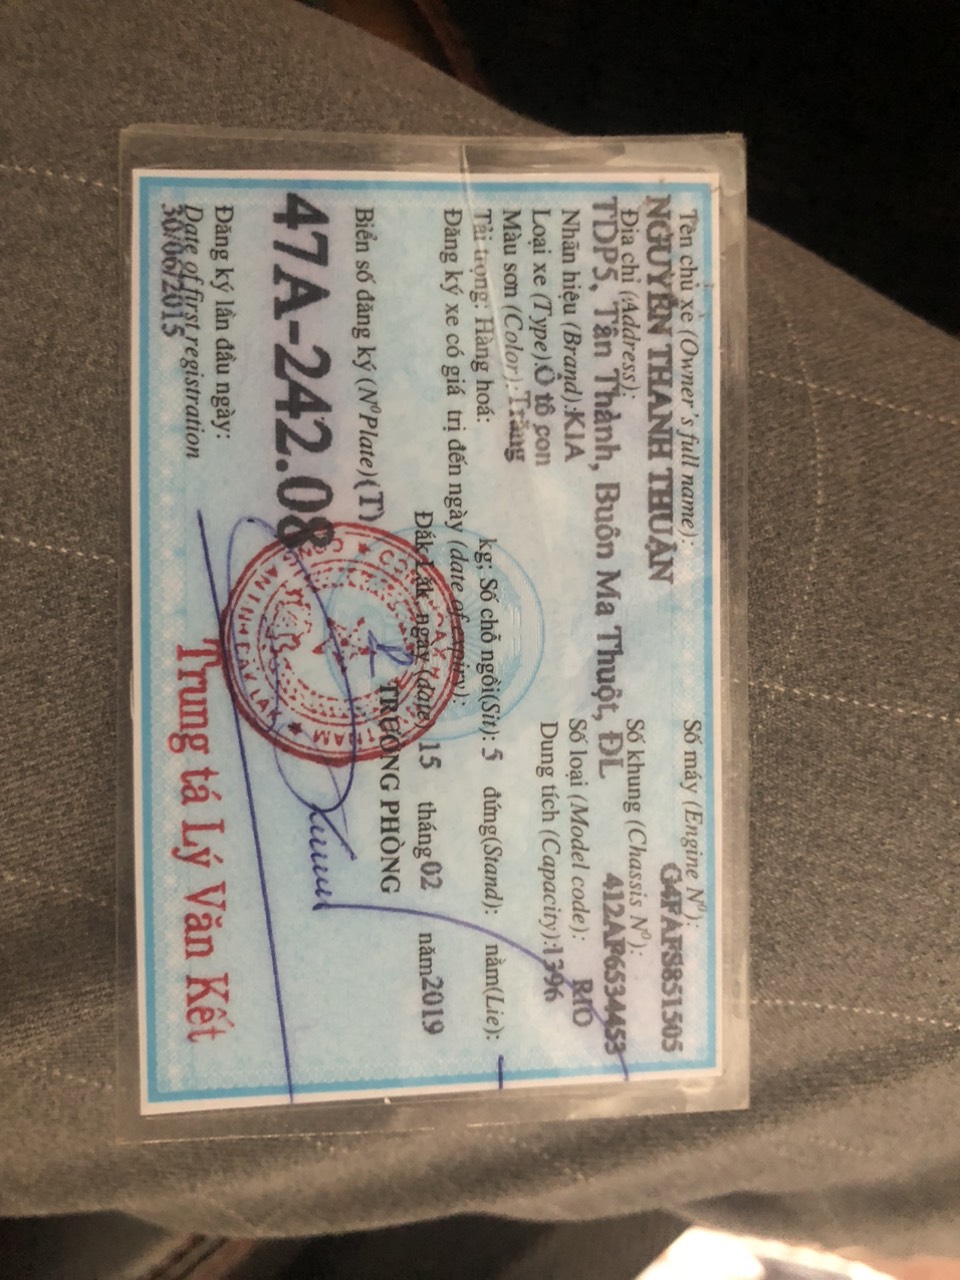 Tên chủ xe (Owner's full name):
NGUYỄN THANH THUẬN
Địa chỉ (Address):
TDP5, Tân Thành, Buôn Ma Thuột, ĐL
Nhãn hiệu (Brand):KIA
Loại xe (Type):Ô tô con
Màu sơn (Color):Trắng
Số máy (Engine Nº):
G4FAFS851505
Số khung (Chassis Nº):
412AF6534453
Số loại (Model code): RIO
Dung tích (Capacity):1396
Tải trọng: Hàng hoá: kg; Số chỗ ngồi(Sit): 5 đứng(Stand): nằm(Lie):
Đăng ký xe có giá trị đến ngày (date of expiry):
Đắk Lắk ngày (date) 15 tháng 02 năm 2019
Biển số đăng ký (Nº Plate)(T)
TRƯỞNG PHÒNG
47A-242.08
Đăng ký lần đầu ngày:
Date of first registration
30/06/2015
Trung tá Lý Văn Kết